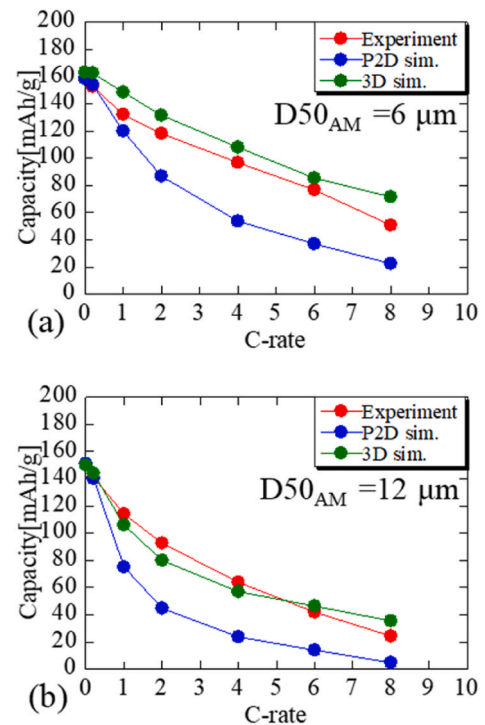 200
180
160
140
120
100
80
60
40
20
0
Capacity[mAh/g]
Experiment
P2D sim.
3D sim.
D50AM =6 μm
0 1 2 3 4 5 6 7 8 9 10
C-rate
(a)
200
180
160
140
120
100
80
60
40
20
0
Capacity[mAh/g]
Experiment
P2D sim.
3D sim.
D50AM =12 μm
0 1 2 3 4 5 6 7 8 9 10
C-rate
(b)